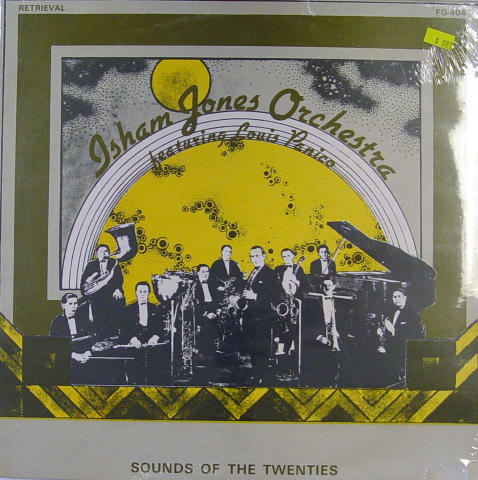 RETRIEVAL
FG-404
Isham Jones Orchestra
featuring Louis Panico
SOUNDS OF THE TWENTIES